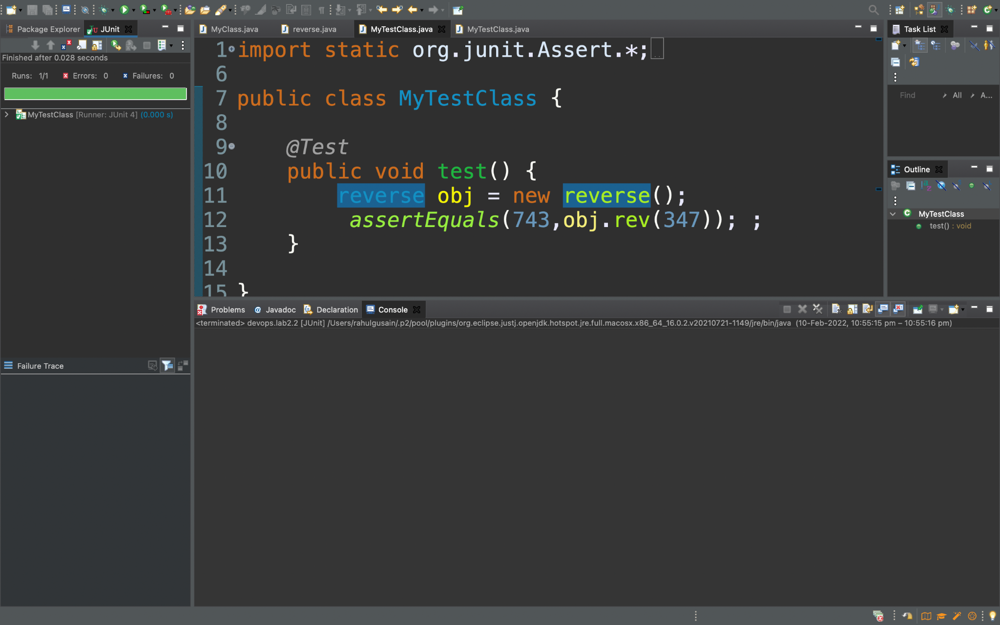 Package Explorer JUnit
Finished after 0.028 seconds
Runs: 1/1 Errors: 0 Failures: 0
MyTestClass [Runner: JUnit 4] (0.000 s)
Failure Trace
MyClass.java reverse.java MyTestClass.java MyTestClass.java
1 import static org.junit.Assert.*;
6
7 public class MyTestClass {
8
9 @Test
10 public void test() {
11 reverse obj = new reverse();
12 assertEquals(743,obj.rev(347)); ;
13 }
14
15 }
Problems Javadoc Declaration Console
<terminated> devops.lab2.2 [JUnit] /Users/rahulgusain/.p2/pool/plugins/org.eclipse.justj.openjdk.hotspot.jre.full.macosx.x86_64_16.0.2.v20210721-1149/jre/bin/java (10-Feb-2022, 10:55:15 pm – 10:55:16 pm)
Task List
Find All A...
Outline
MyTestClass
test() : void